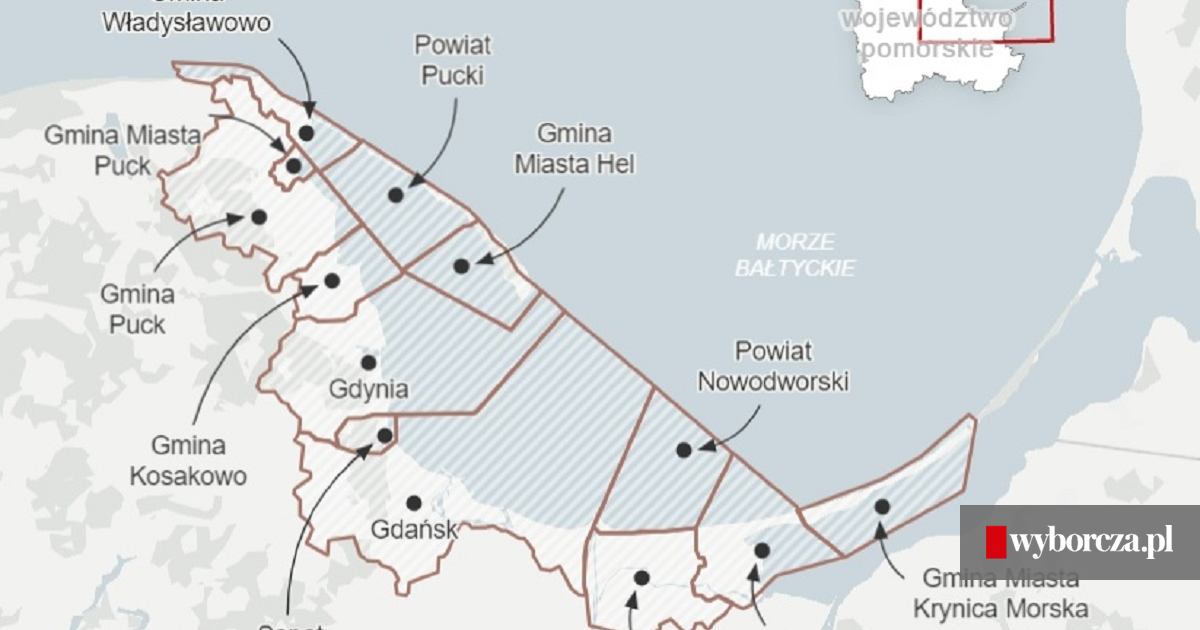 Gmina
Władysławowo
województwo
pomorskie
Powiat
Pucki
Gmina Miasta
Puck
Gmina
Miasta Hel
MORZE
BAŁTYCKIE
Gmina
Puck
Powiat
Nowodworski
Gdynia
Gmina
Kosakowo
Gdańsk
wyborcza.pl
Gmina Miasta
Krynica Morska
Sopot